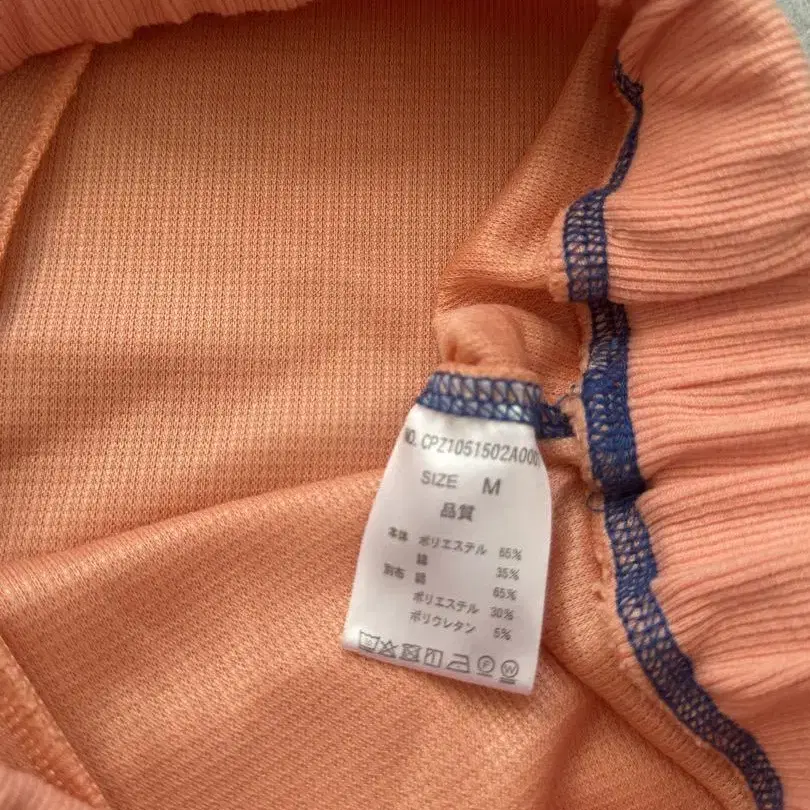 NO. CPZ1051502A000
SIZE M
品質
本体 ポリエステル 65%
綿 35%
別布 綿 65%
ポリエステル 30%
ポリウレタン 5%